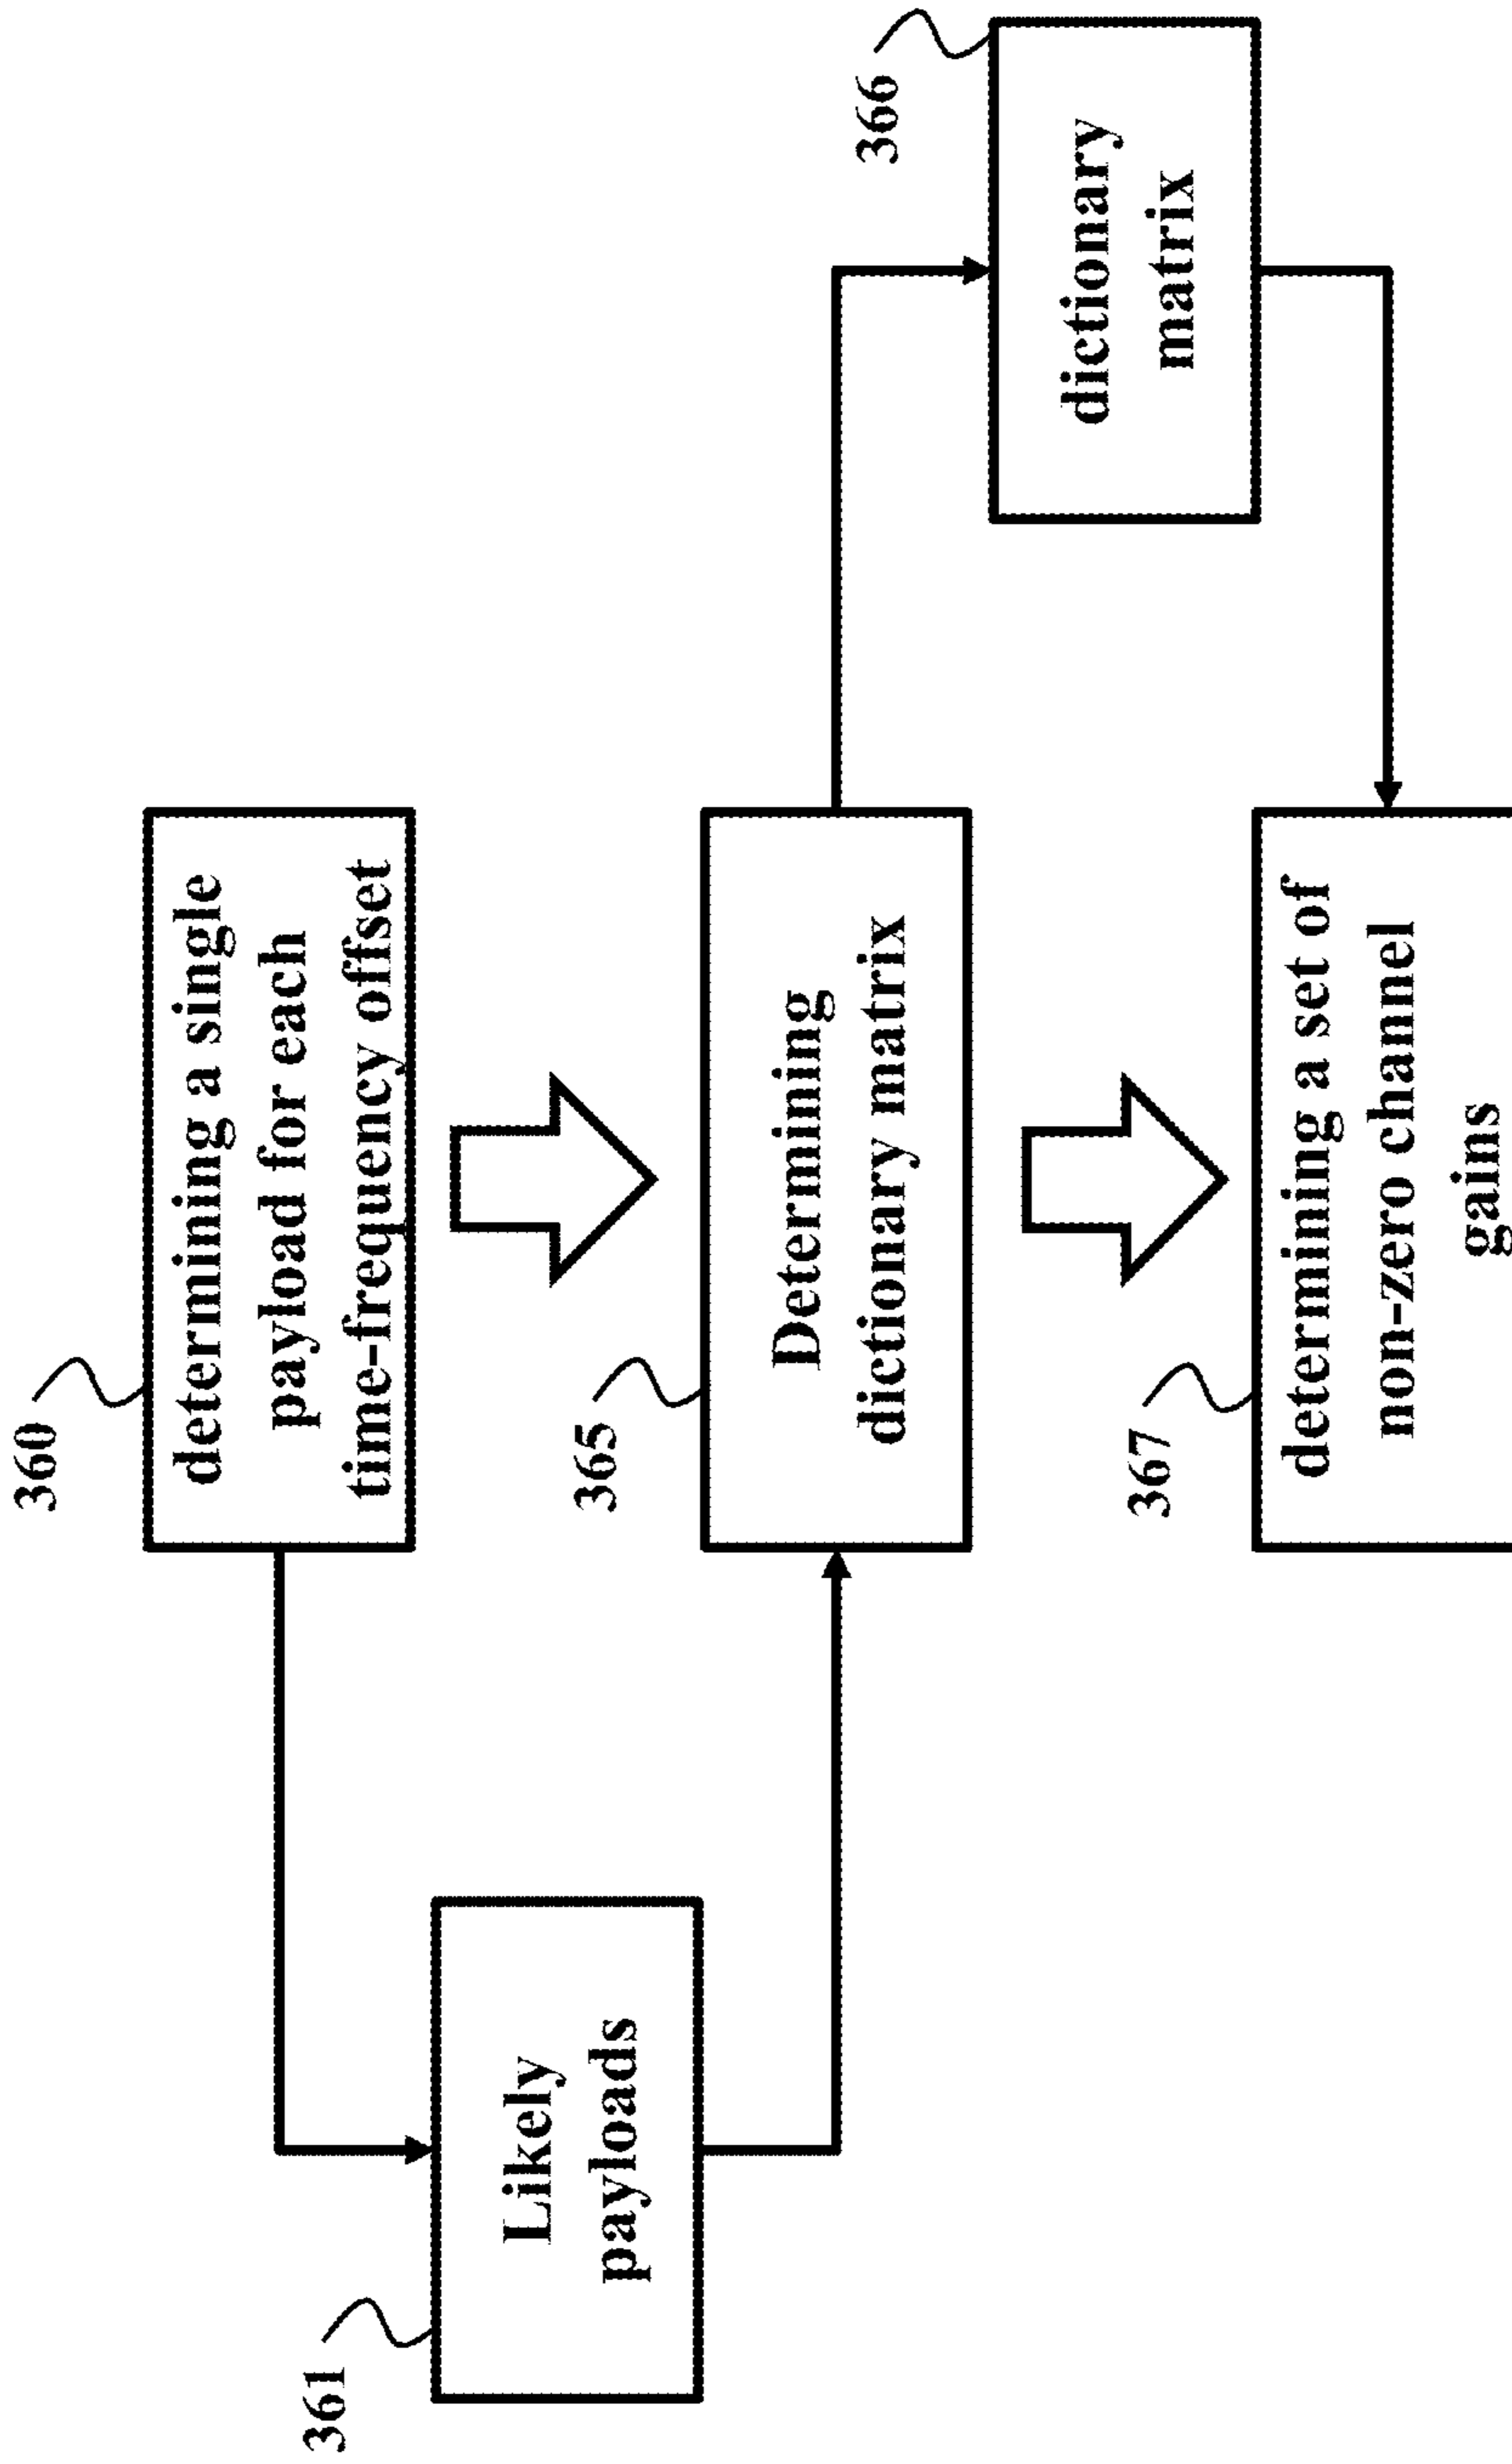 360
determining a single
payload for each
time-frequency offset
361
Likely
payloads
365
Determining
dictionary matrix
366
dictionary
matrix
367
determining a set of
non-zero channel
gains